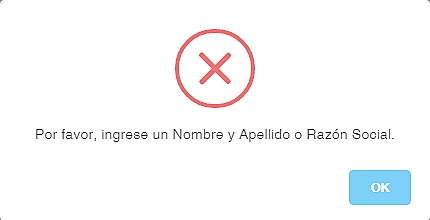 Por favor, ingrese un Nombre y Apellido o Razón Social.
OK